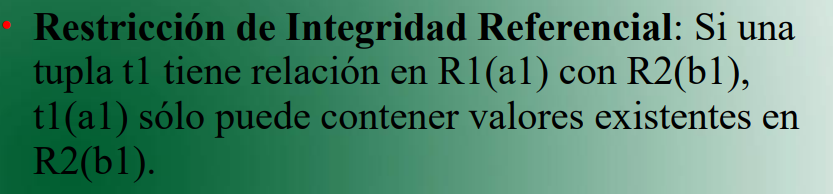 • Restricción de Integridad Referencial: Si una
tupla t1 tiene relación en R1(a1) con R2(b1),
t1(a1) sólo puede contener valores existentes en
R2(b1).